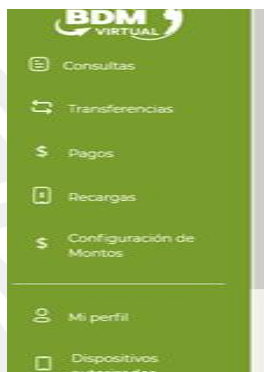 BDM
VIRTUAL
Consultas
Transferencias
$ Pagos
Recargas
$ Configuración de
Montos
Mi perfil
Dispositivos